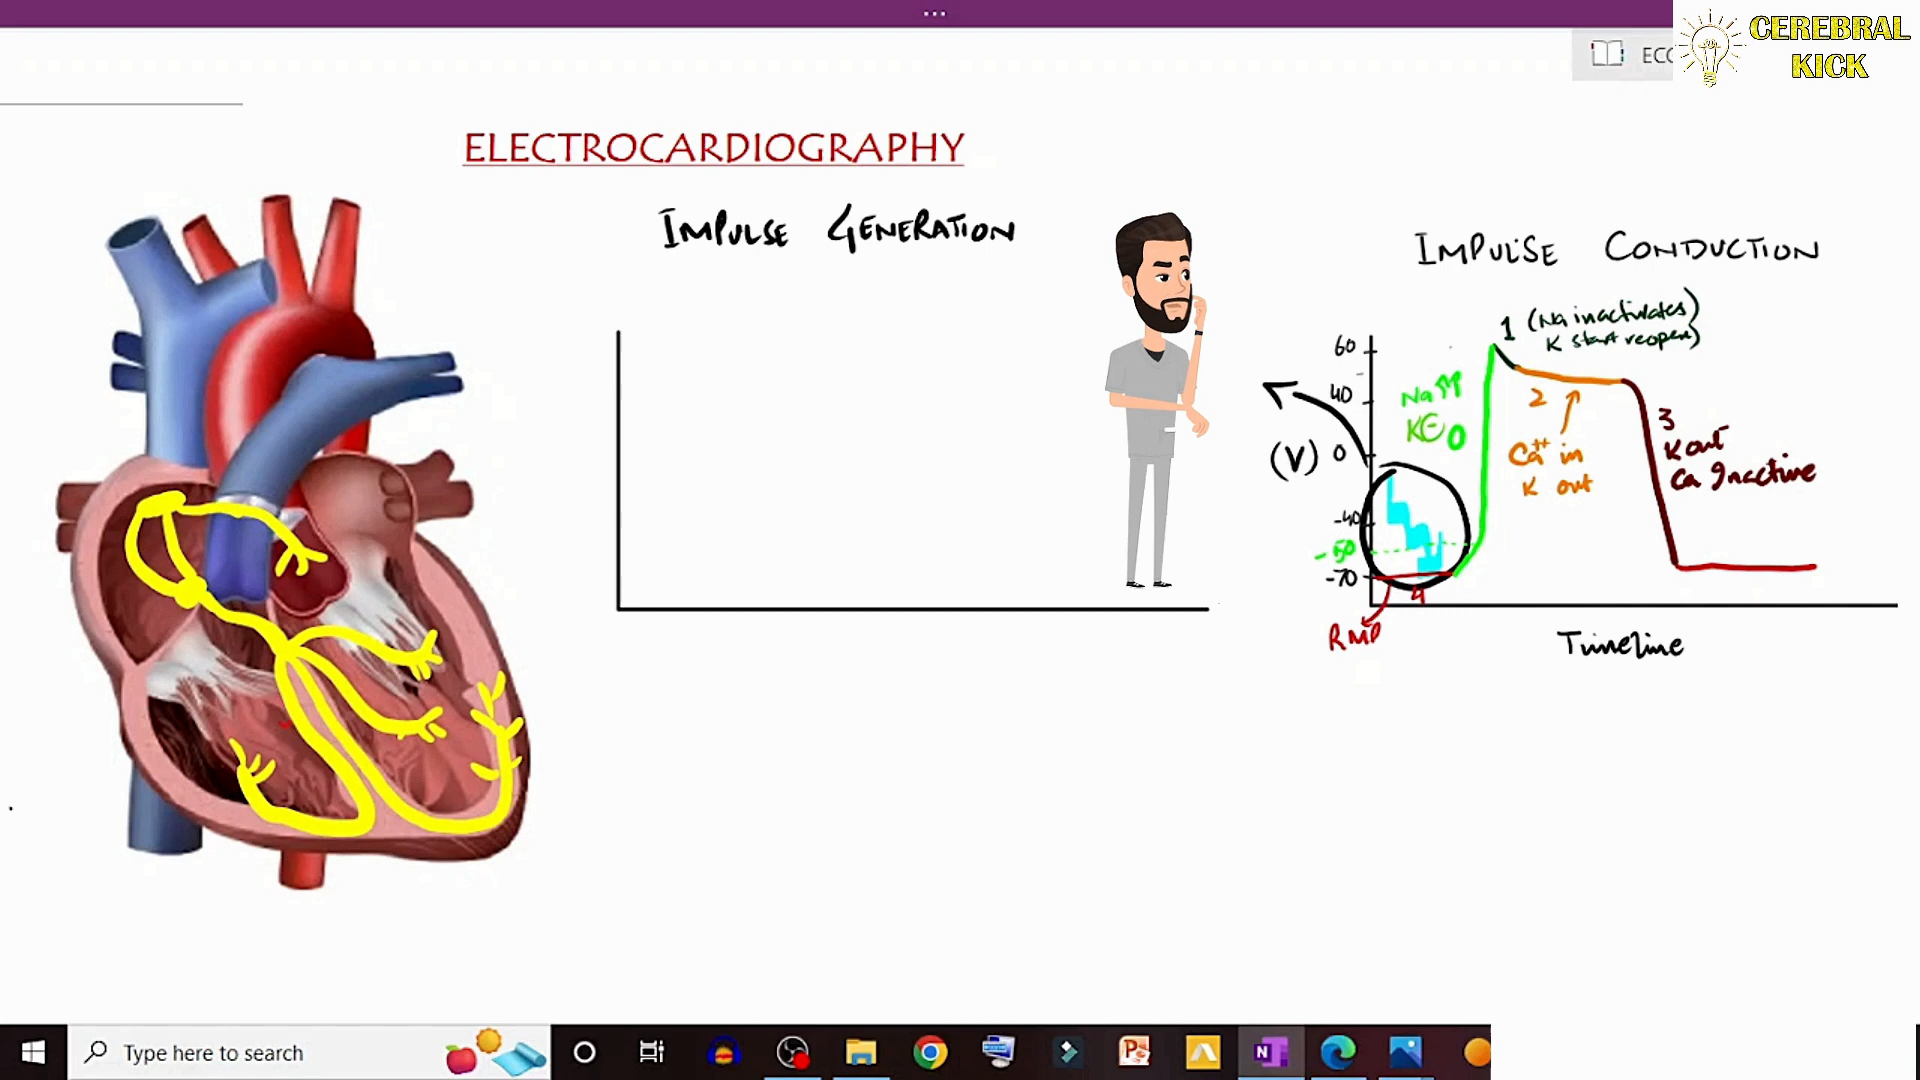 ...
CEREBRAL
KICK
ELECTROCARDIOGRAPHY
IMPULSE GENERATION
IMPULSE CONDUCTION
1 (Na inactivates)
K start reopen)
60
40
0
-40
-50
-70
(V)
Na
K
0
2
Ca++ in
K out
3
K out
Ca Inactive
4
RMP
Timeline
Type here to search